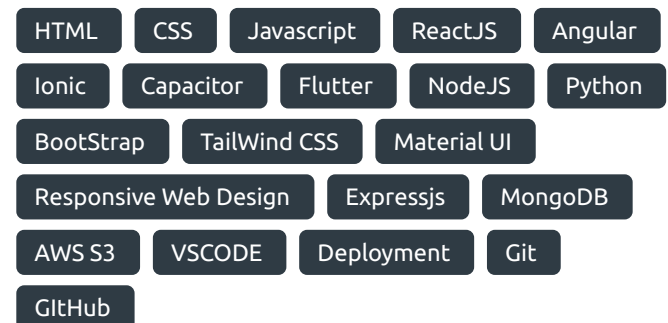 HTML CSS Javascript ReactJS Angular
Ionic Capacitor Flutter NodeJS Python
BootStrap TailWind CSS Material UI
Responsive Web Design Expressjs MongoDB
AWS S3 VSCODE Deployment Git
GItHub